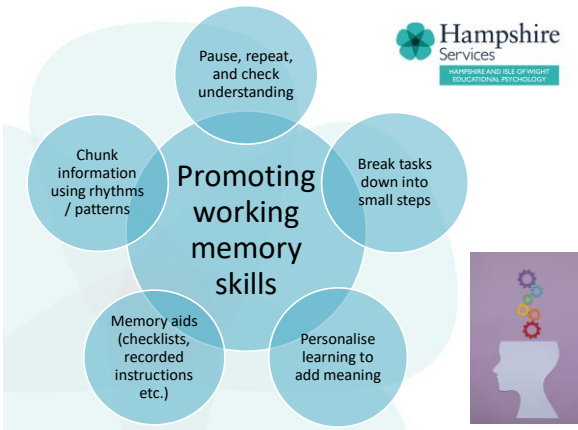 Hampshire
Services
HAMPSHIRE AND ISLE OF WIGHT
EDUCATIONAL PSYCHOLOGY
Pause, repeat,
and check
understanding
Chunk
information
using rhythms
/ patterns
Promoting
working
memory
skills
Break tasks
down into
small steps
Memory aids
(checklists,
recorded
instructions
etc.)
Personalise
learning to
add meaning